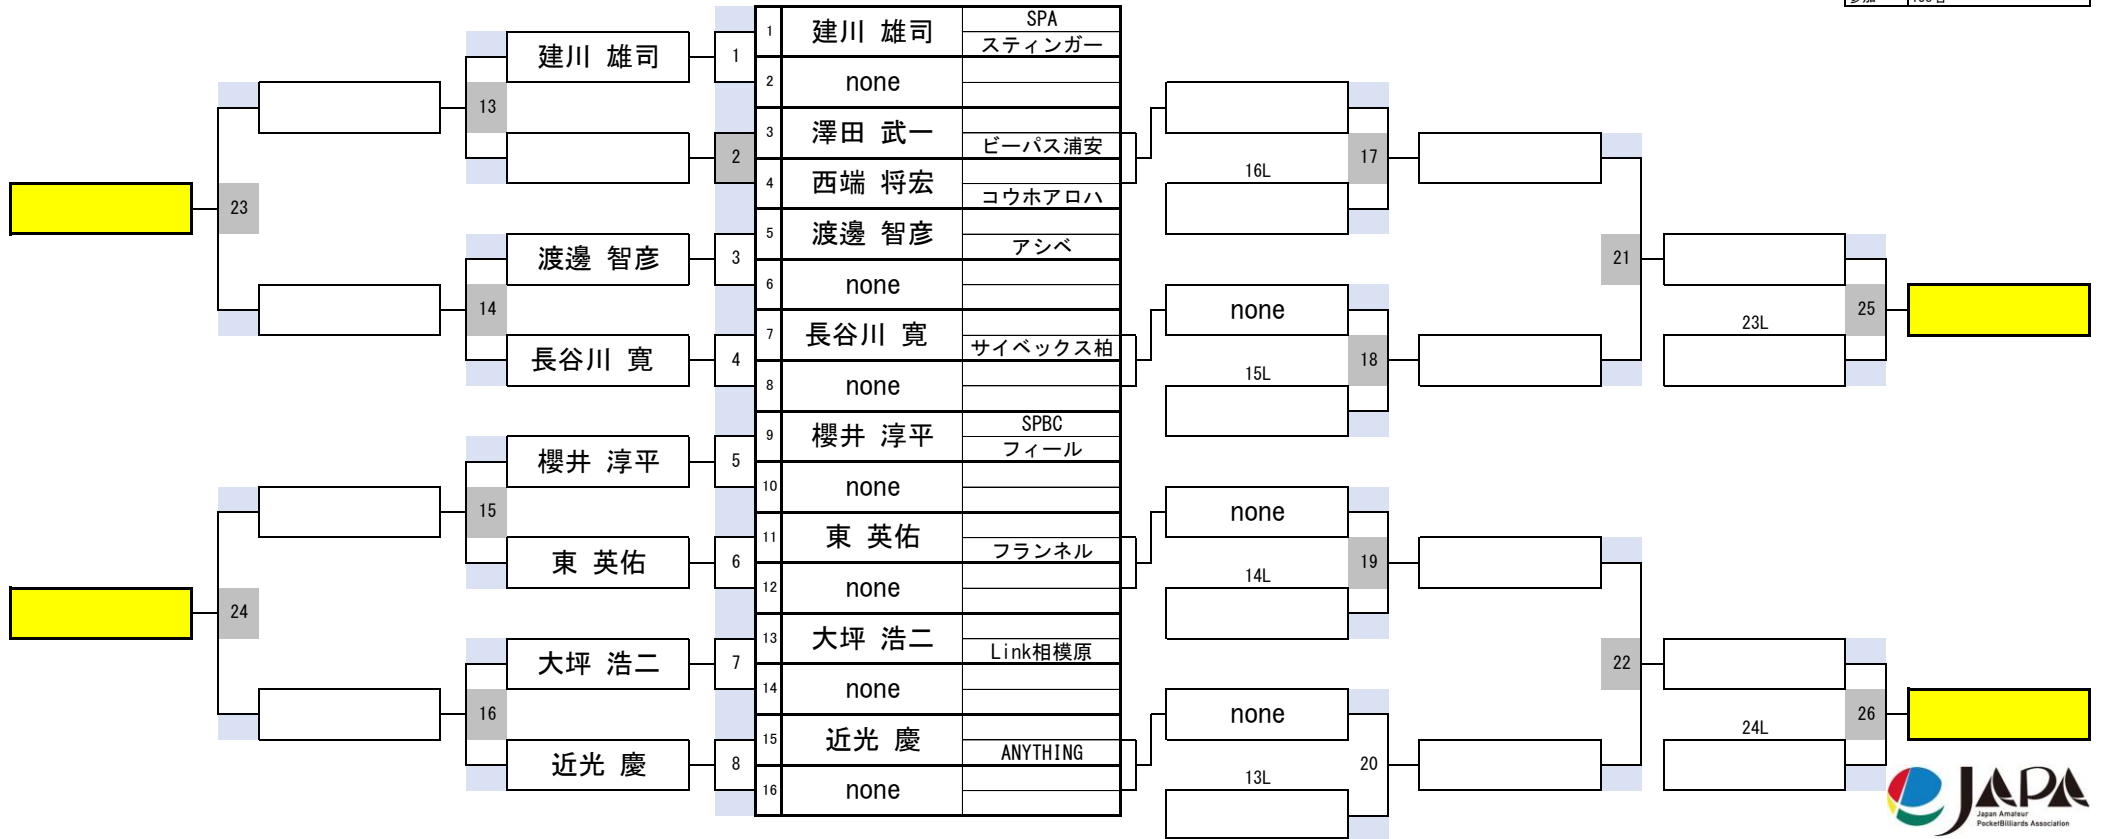 参加
1
建川 雄司
SPA
スティンガー
2
none
3
澤田 武一
ビーパス浦安
4
西端 将宏
コウホアロハ
5
渡邊 智彦
アシベ
6
none
7
長谷川 寛
サイベックス柏
8
none
9
櫻井 淳平
SPBC
フィール
10
none
11
東 英佑
フランネル
12
none
13
大坪 浩二
Link相模原
14
none
15
近光 慶
ANYTHING
16
none
建川 雄司
1
13
2
23
渡邊 智彦
3
14
長谷川 寛
4
櫻井 淳平
5
15
東 英佑
6
24
大坪 浩二
7
16
近光 慶
8
16L
17
21
none
15L
18
23L
25
none
14L
19
22
none
13L
20
24L
26
JAPA
Japan Amateur
PocketBilliards Association